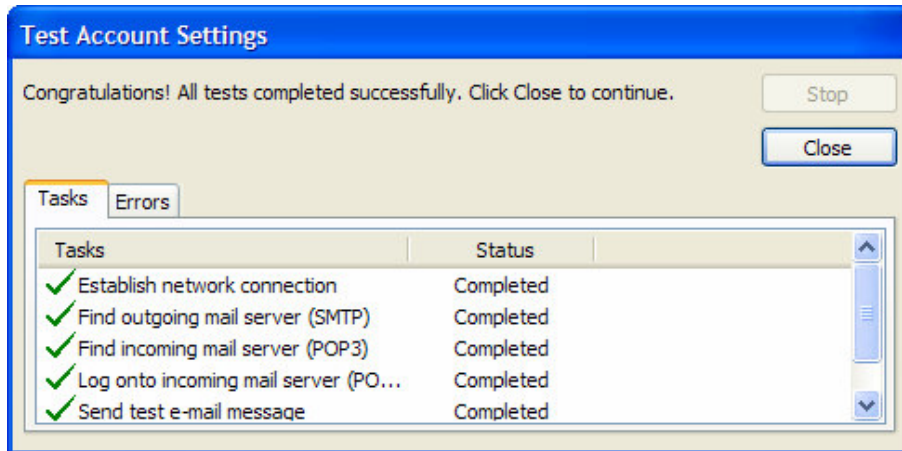 Test Account Settings
Congratulations! All tests completed successfully. Click Close to continue.
Stop
Close
Tasks Errors
Tasks Status
Establish network connection Completed
Find outgoing mail server (SMTP) Completed
Find incoming mail server (POP3) Completed
Log onto incoming mail server (PO... Completed
Send test e-mail message Completed